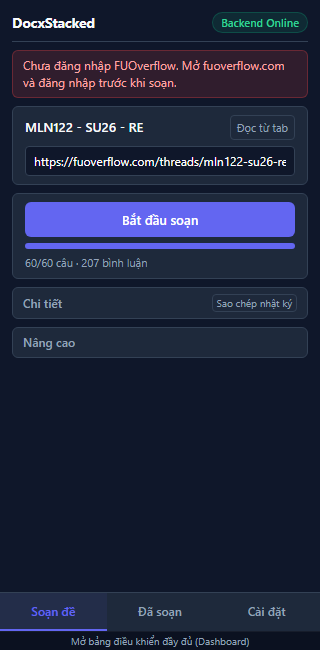 DocxStacked
Backend Online
Chưa đăng nhập FUOverflow. Mở fuoverflow.com
và đăng nhập trước khi soạn.
MLN122 - SU26 - RE
Đọc từ tab
https://fuoverflow.com/threads/mln122-su26-re
Bắt đầu soạn
60/60 câu · 207 bình luận
Chi tiết
Sao chép nhật ký
Nâng cao
Soạn đề
Đã soạn
Cài đặt
Mở bảng điều khiển đầy đủ (Dashboard)